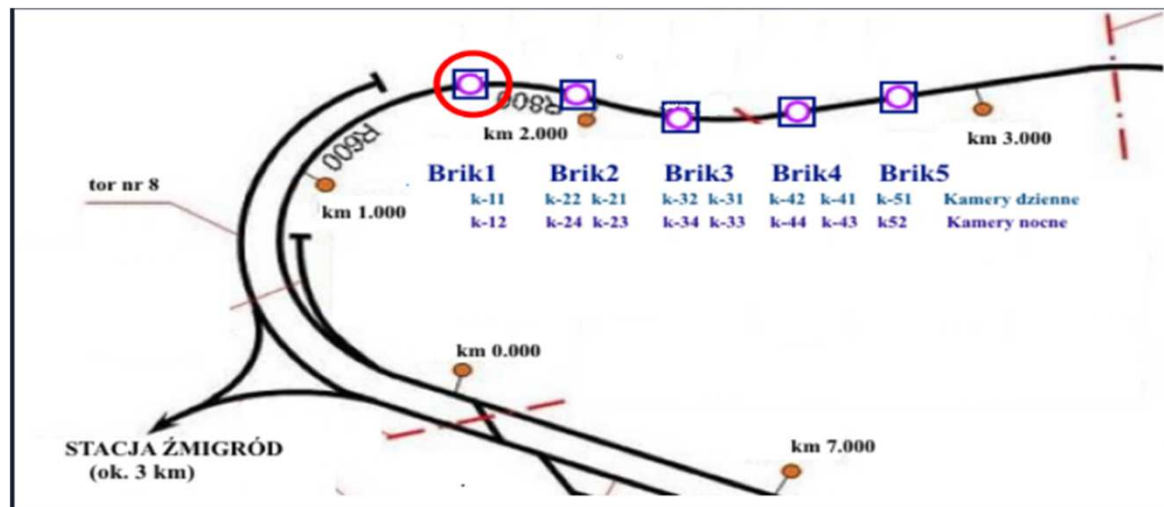 R800
km 2.000
km 3.000
R600
Brik1 Brik2 Brik3 Brik4 Brik5
tor nr 8
k-11 k-22 k-21 k-32 k-31 k-42 k-41 k-51 Kamery dzienne
km 1.000
k-12 k-24 k-23 k-34 k-33 k-44 k-43 k52 Kamery nocne
km 0.000
STACJA ŻMIGRÓD
(ok. 3 km)
km 7.000